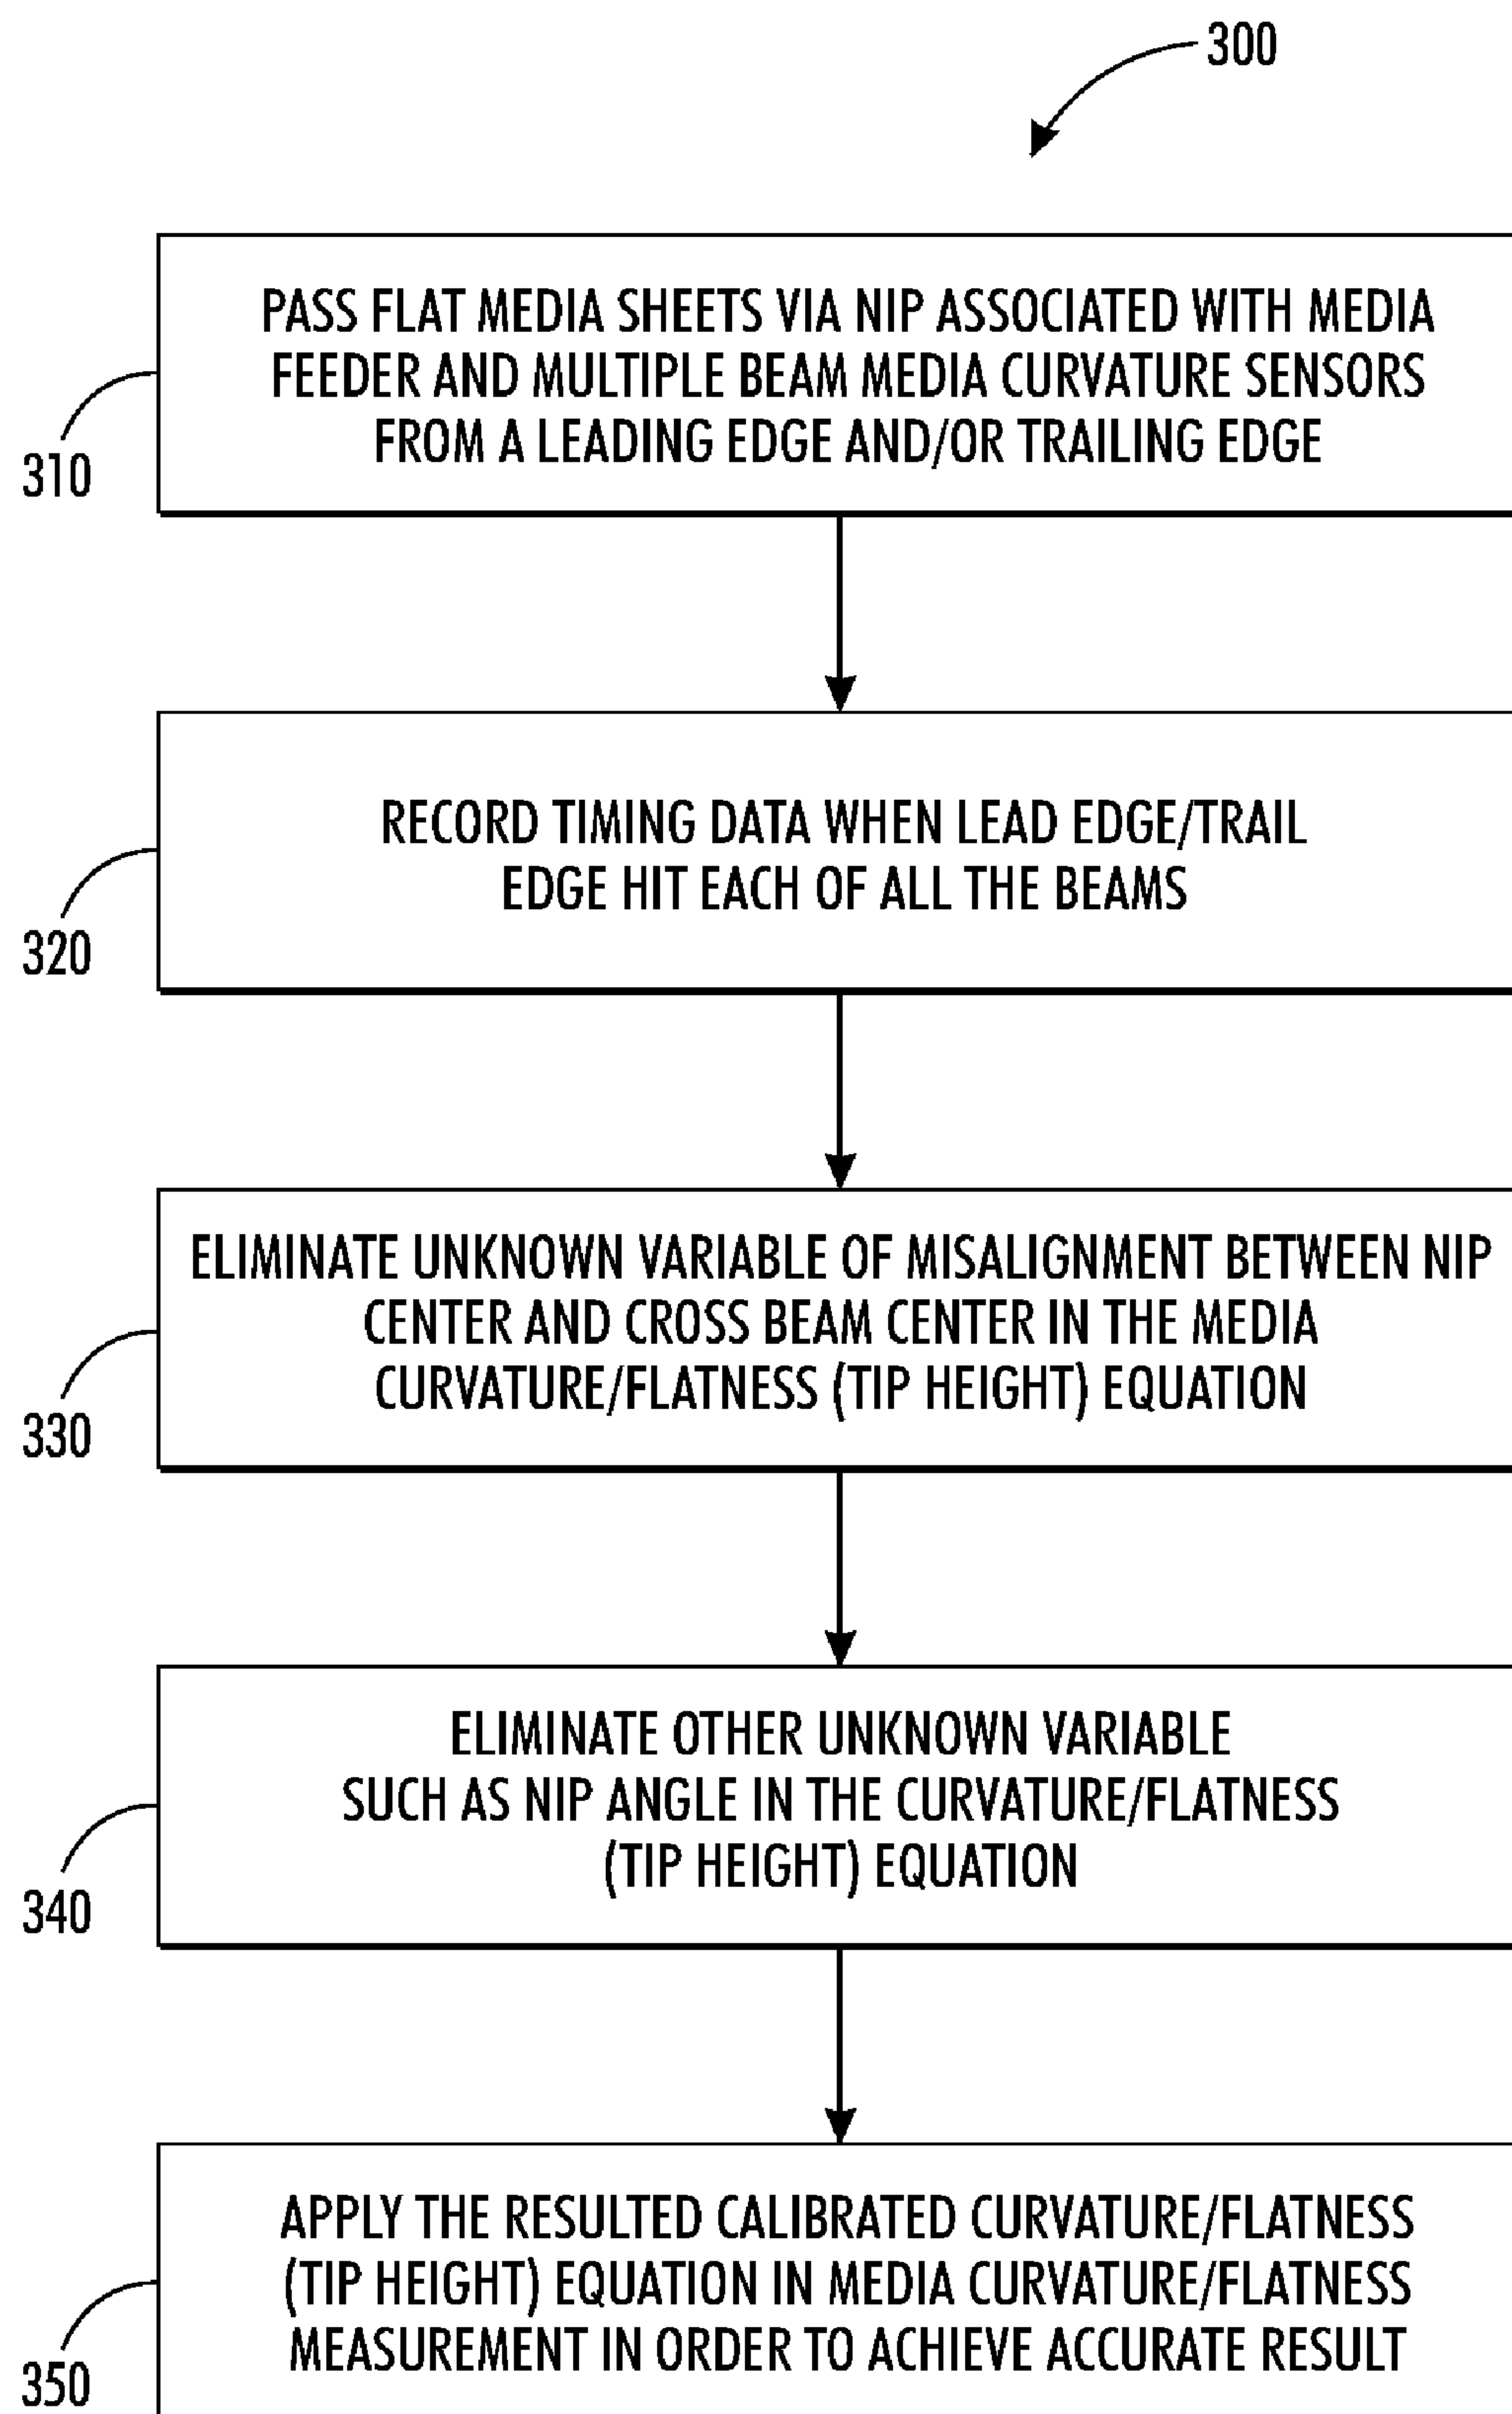 300
PASS FLAT MEDIA SHEETS VIA NIP ASSOCIATED WITH MEDIA
FEEDER AND MULTIPLE BEAM MEDIA CURVATURE SENSORS
FROM A LEADING EDGE AND/OR TRAILING EDGE
310
RECORD TIMING DATA WHEN LEAD EDGE/TRAIL
EDGE HIT EACH OF ALL THE BEAMS
320
ELIMINATE UNKNOWN VARIABLE OF MISALIGNMENT BETWEEN NIP
CENTER AND CROSS BEAM CENTER IN THE MEDIA
CURVATURE/FLATNESS (TIP HEIGHT) EQUATION
330
ELIMINATE OTHER UNKNOWN VARIABLE
SUCH AS NIP ANGLE IN THE CURVATURE/FLATNESS
(TIP HEIGHT) EQUATION
340
APPLY THE RESULTED CALIBRATED CURVATURE/FLATNESS
(TIP HEIGHT) EQUATION IN MEDIA CURVATURE/FLATNESS
MEASUREMENT IN ORDER TO ACHIEVE ACCURATE RESULT
350